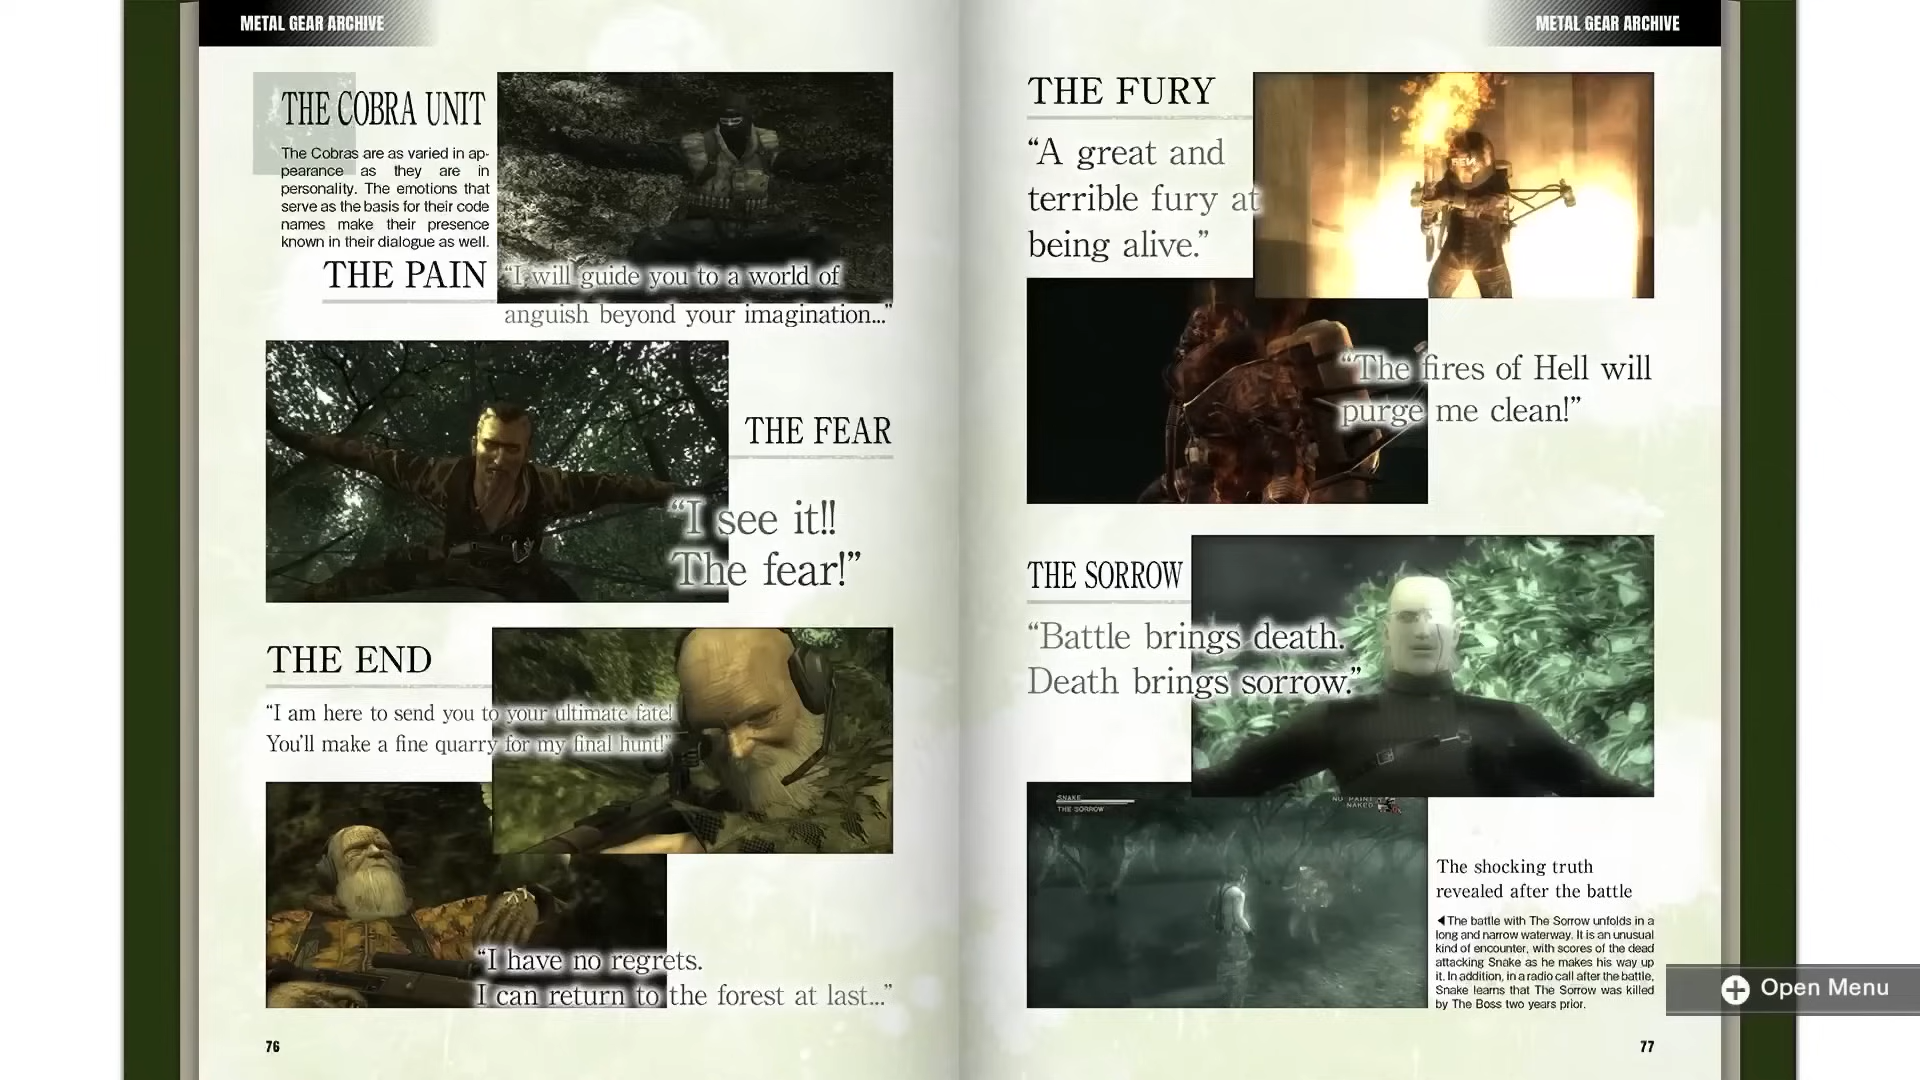 METAL GEAR ARCHIVE
THE COBRA UNIT
The Cobras are as varied in ap-
pearance as they are in
personality. The emotions that
serve as the basis for their code
names make their presence
known in their dialogue as well.
THE PAIN
“I will guide you to a world of
anguish beyond your imagination...”
THE FEAR
“I see it!!
The fear!”
THE END
“I am here to send you to your ultimate fate!
You’ll make a fine quarry for my final hunt!”
“I have no regrets.
I can return to the forest at last...”
76
METAL GEAR ARCHIVE
THE FURY
“A great and
terrible fury at
being alive.”
“The fires of Hell will
purge me clean!”
THE SORROW
“Battle brings death.
Death brings sorrow.”
SNAKE
THE SORROW
NO PAINT
NAKED
The shocking truth
revealed after the battle
◀The battle with The Sorrow unfolds in a
long and narrow waterway. It is an unusual
kind of encounter, with scores of the dead
attacking Snake as he makes his way up
it. In addition, in a radio call after the battle,
Snake learns that The Sorrow was killed
by The Boss two years prior.
77
Open Menu